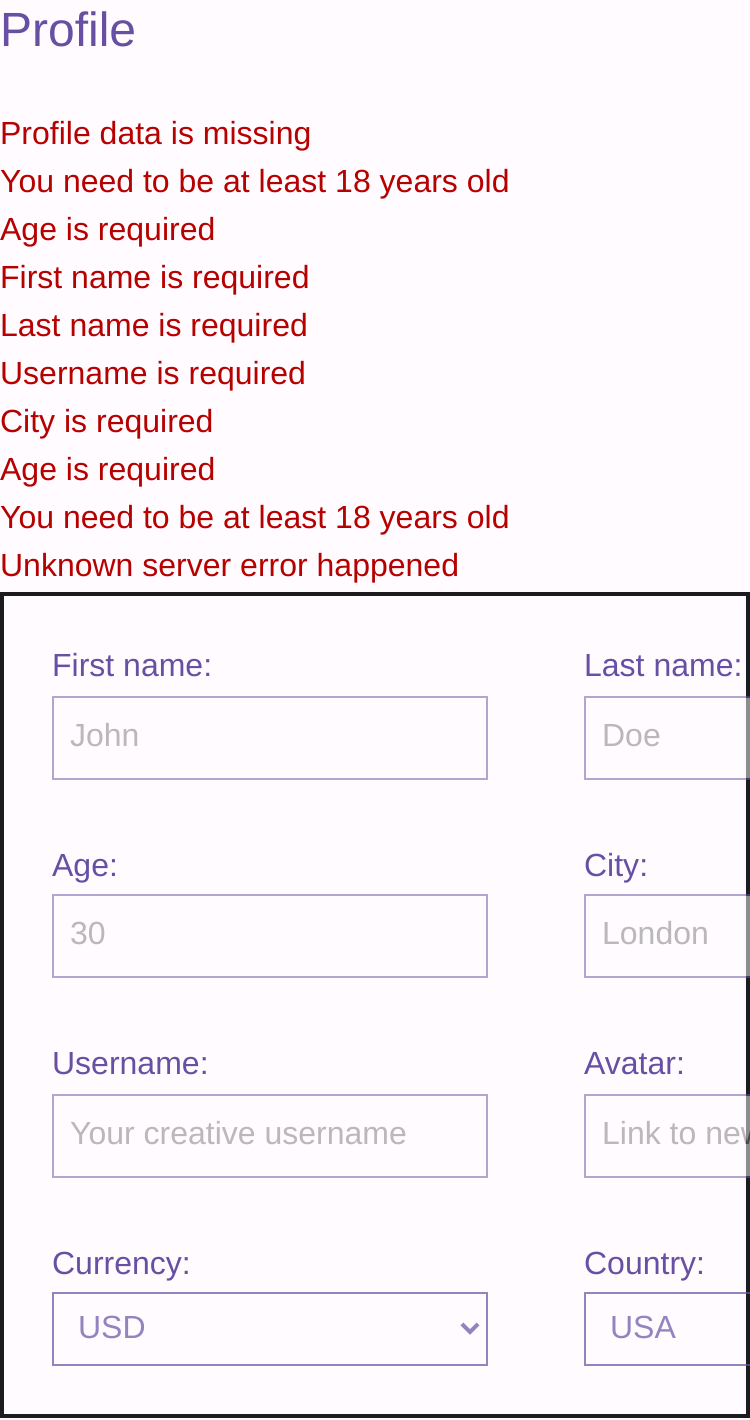 Profile
Profile data is missing
You need to be at least 18 years old
Age is required
First name is required
Last name is required
Username is required
City is required
Age is required
You need to be at least 18 years old
Unknown server error happened
First name: Last name:
John Doe
Age: City:
30 London
Username: Avatar:
Your creative username Link to new
Currency: Country:
USD USA